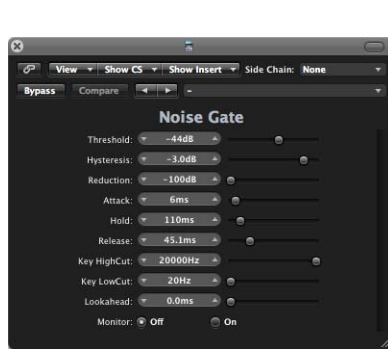 View Show CS Show Insert Side Chain: None
Bypass Compare -
Noise Gate
Threshold: -44dB
Hysteresis: -3.0dB
Reduction: -100dB
Attack: 6ms
Hold: 110ms
Release: 45.1ms
Key HighCut: 20000Hz
Key LowCut: 20Hz
Lookahead: 0.0ms
Monitor: Off On